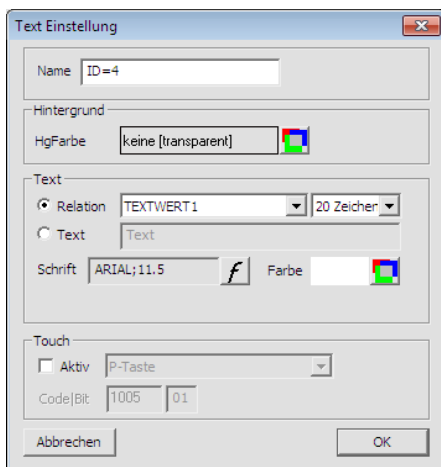 Text Einstellung
Name ID=4
Hintergrund
HgFarbe keine [transparent]
Text
Relation TEXTWERT1 20 Zeichen
Text Text
Schrift ARIAL;11.5 f Farbe
Touch
Aktiv P-Taste
Code|Bit 1005 01
Abbrechen OK